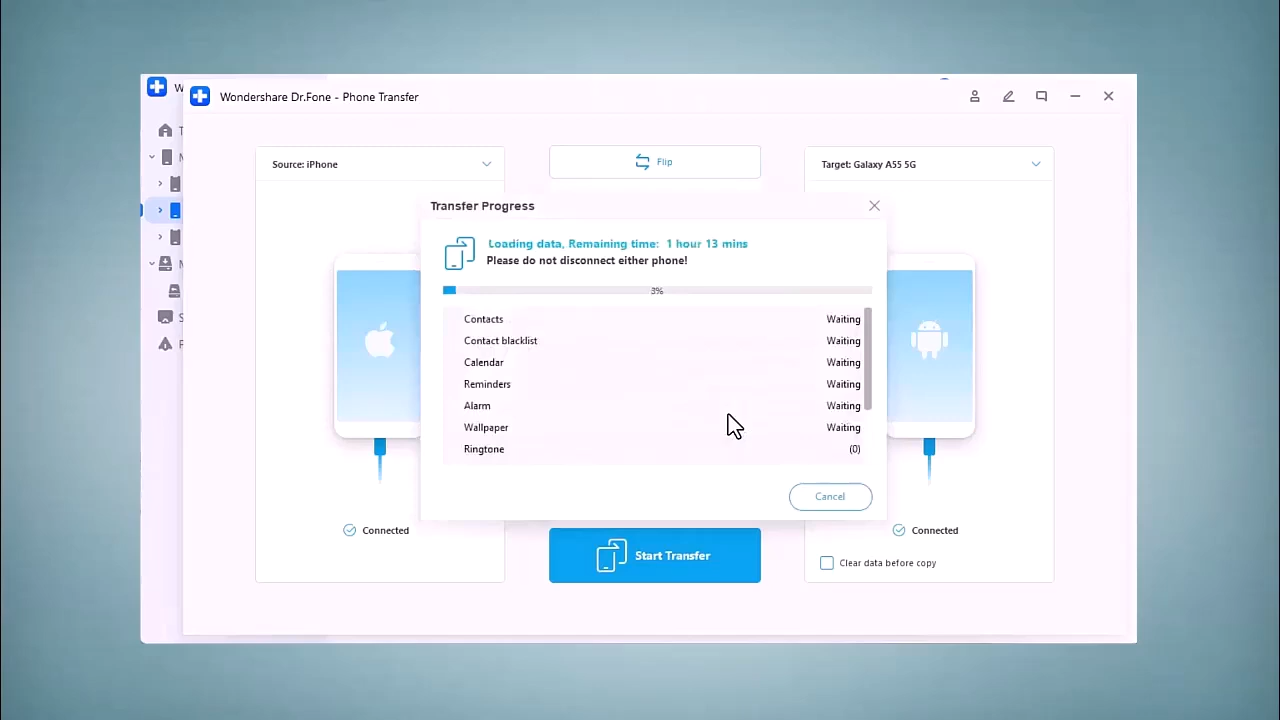 W
Wondershare Dr.Fone - Phone Transfer
Source: iPhone
Flip
Target: Galaxy A55 5G
Transfer Progress
Loading data, Remaining time: 1 hour 13 mins
Please do not disconnect either phone!
3%
Contacts Waiting
Contact blacklist Waiting
Calendar Waiting
Reminders Waiting
Alarm Waiting
Wallpaper Waiting
Ringtone (0)
Cancel
Connected
Connected
Start Transfer
Clear data before copy